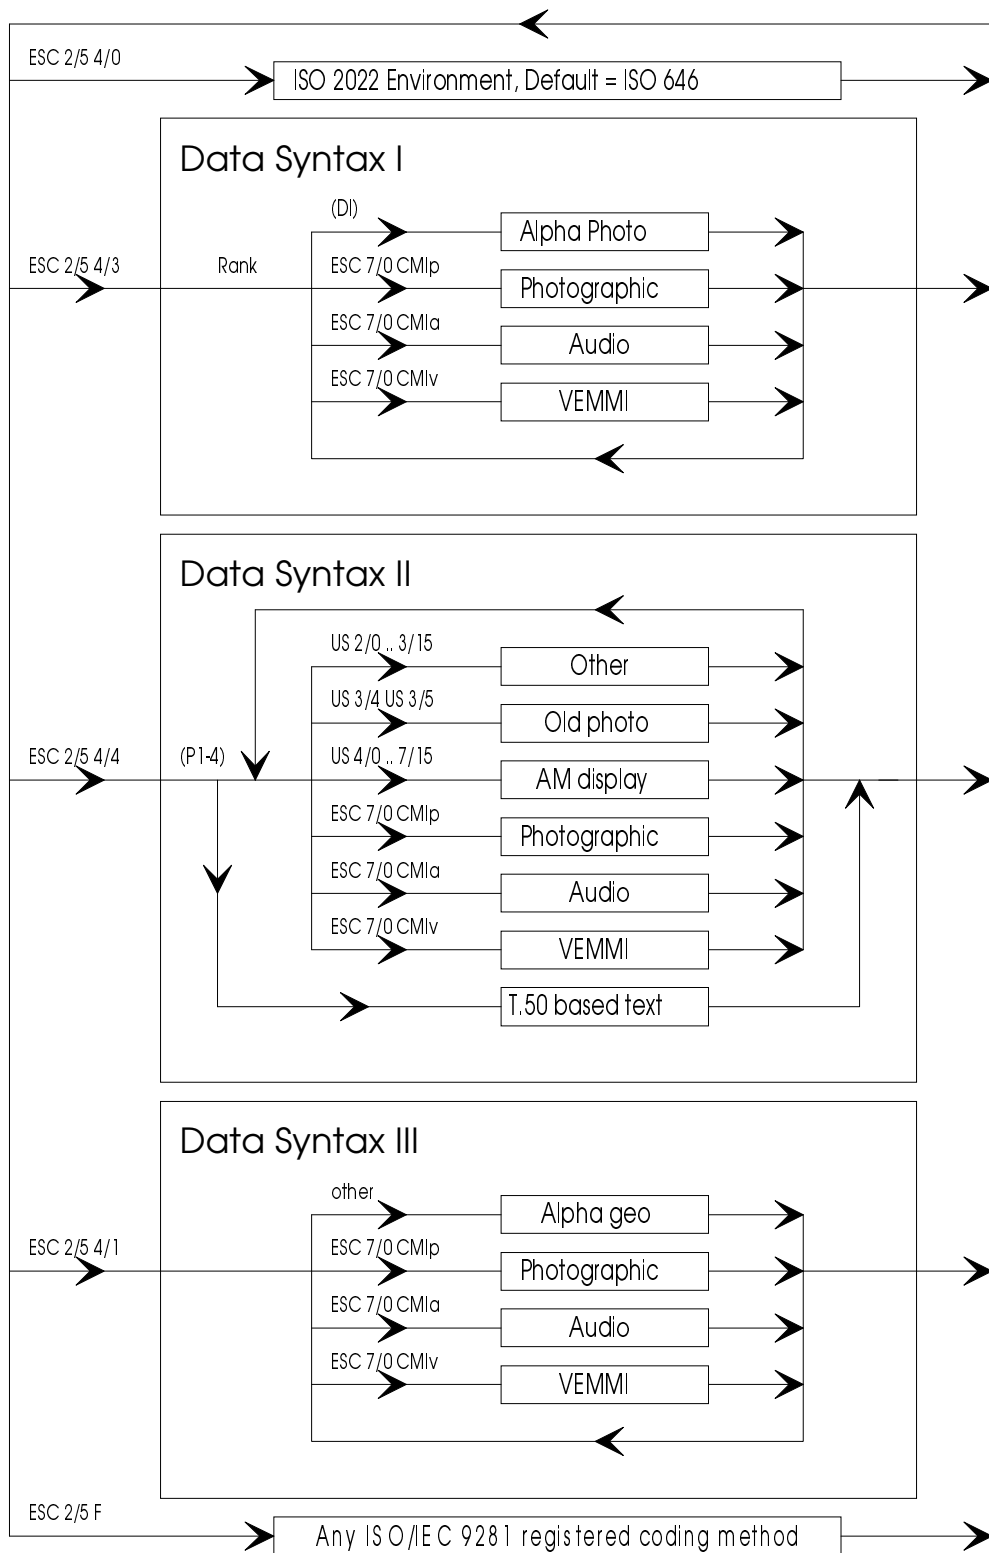 ESC 2/5 4/0
ISO 2022 Environment, Default = ISO 646
Data Syntax I
(DI)
Alpha Photo
ESC 2/5 4/3
Rank
ESC 7/0 CMIp
Photographic
ESC 7/0 CMIa
Audio
ESC 7/0 CMIv
VEMMI
Data Syntax II
US 2/0 .. 3/15
Other
US 3/4 US 3/5
Old photo
ESC 2/5 4/4
(P1-4)
US 4/0 .. 7/15
AM display
ESC 7/0 CMIp
Photographic
ESC 7/0 CMIa
Audio
ESC 7/0 CMIv
VEMMI
T.50 based text
Data Syntax III
other
Alpha geo
ESC 2/5 4/1
ESC 7/0 CMIp
Photographic
ESC 7/0 CMIa
Audio
ESC 7/0 CMIv
VEMMI
ESC 2/5 F
Any ISO/IEC 9281 registered coding method